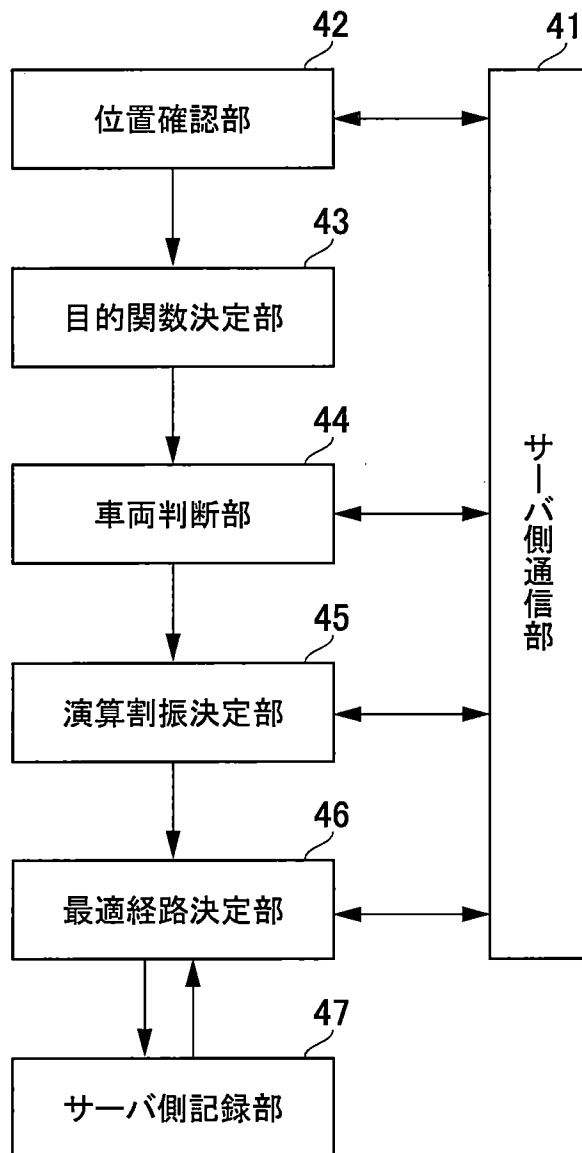 42
41
位置確認部
43
目的関数決定部
44
車両判断部
サーバ側通信部
45
演算割振決定部
46
最適経路決定部
47
サーバ側記録部